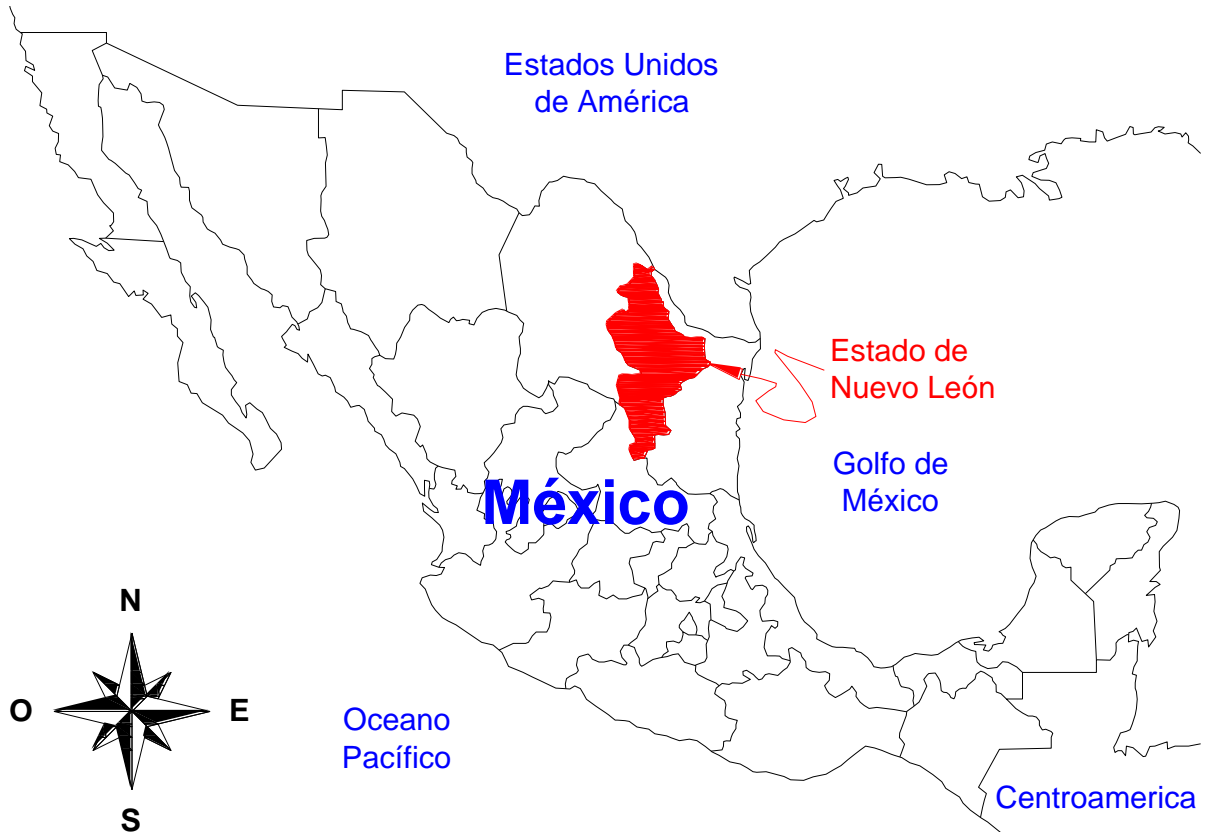 Estados Unidos
de América
Estado de
Nuevo León
Golfo de
México
México
N
O
E
S
Oceano
Pacífico
Centroamerica